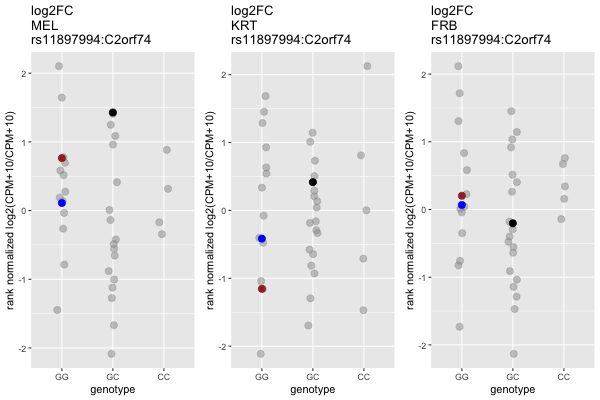 log2FC
MEL
rs11897994:C2orf74
rank normalized log2(CPM+10/CPM+10)
2
1
0
-1
-2
GG
GC
CC
genotype
log2FC
KRT
rs11897994:C2orf74
rank normalized log2(CPM+10/CPM+10)
2
1
0
-1
-2
GG
GC
CC
genotype
log2FC
FRB
rs11897994:C2orf74
rank normalized log2(CPM+10/CPM+10)
2
1
0
-1
-2
GG
GC
CC
genotype